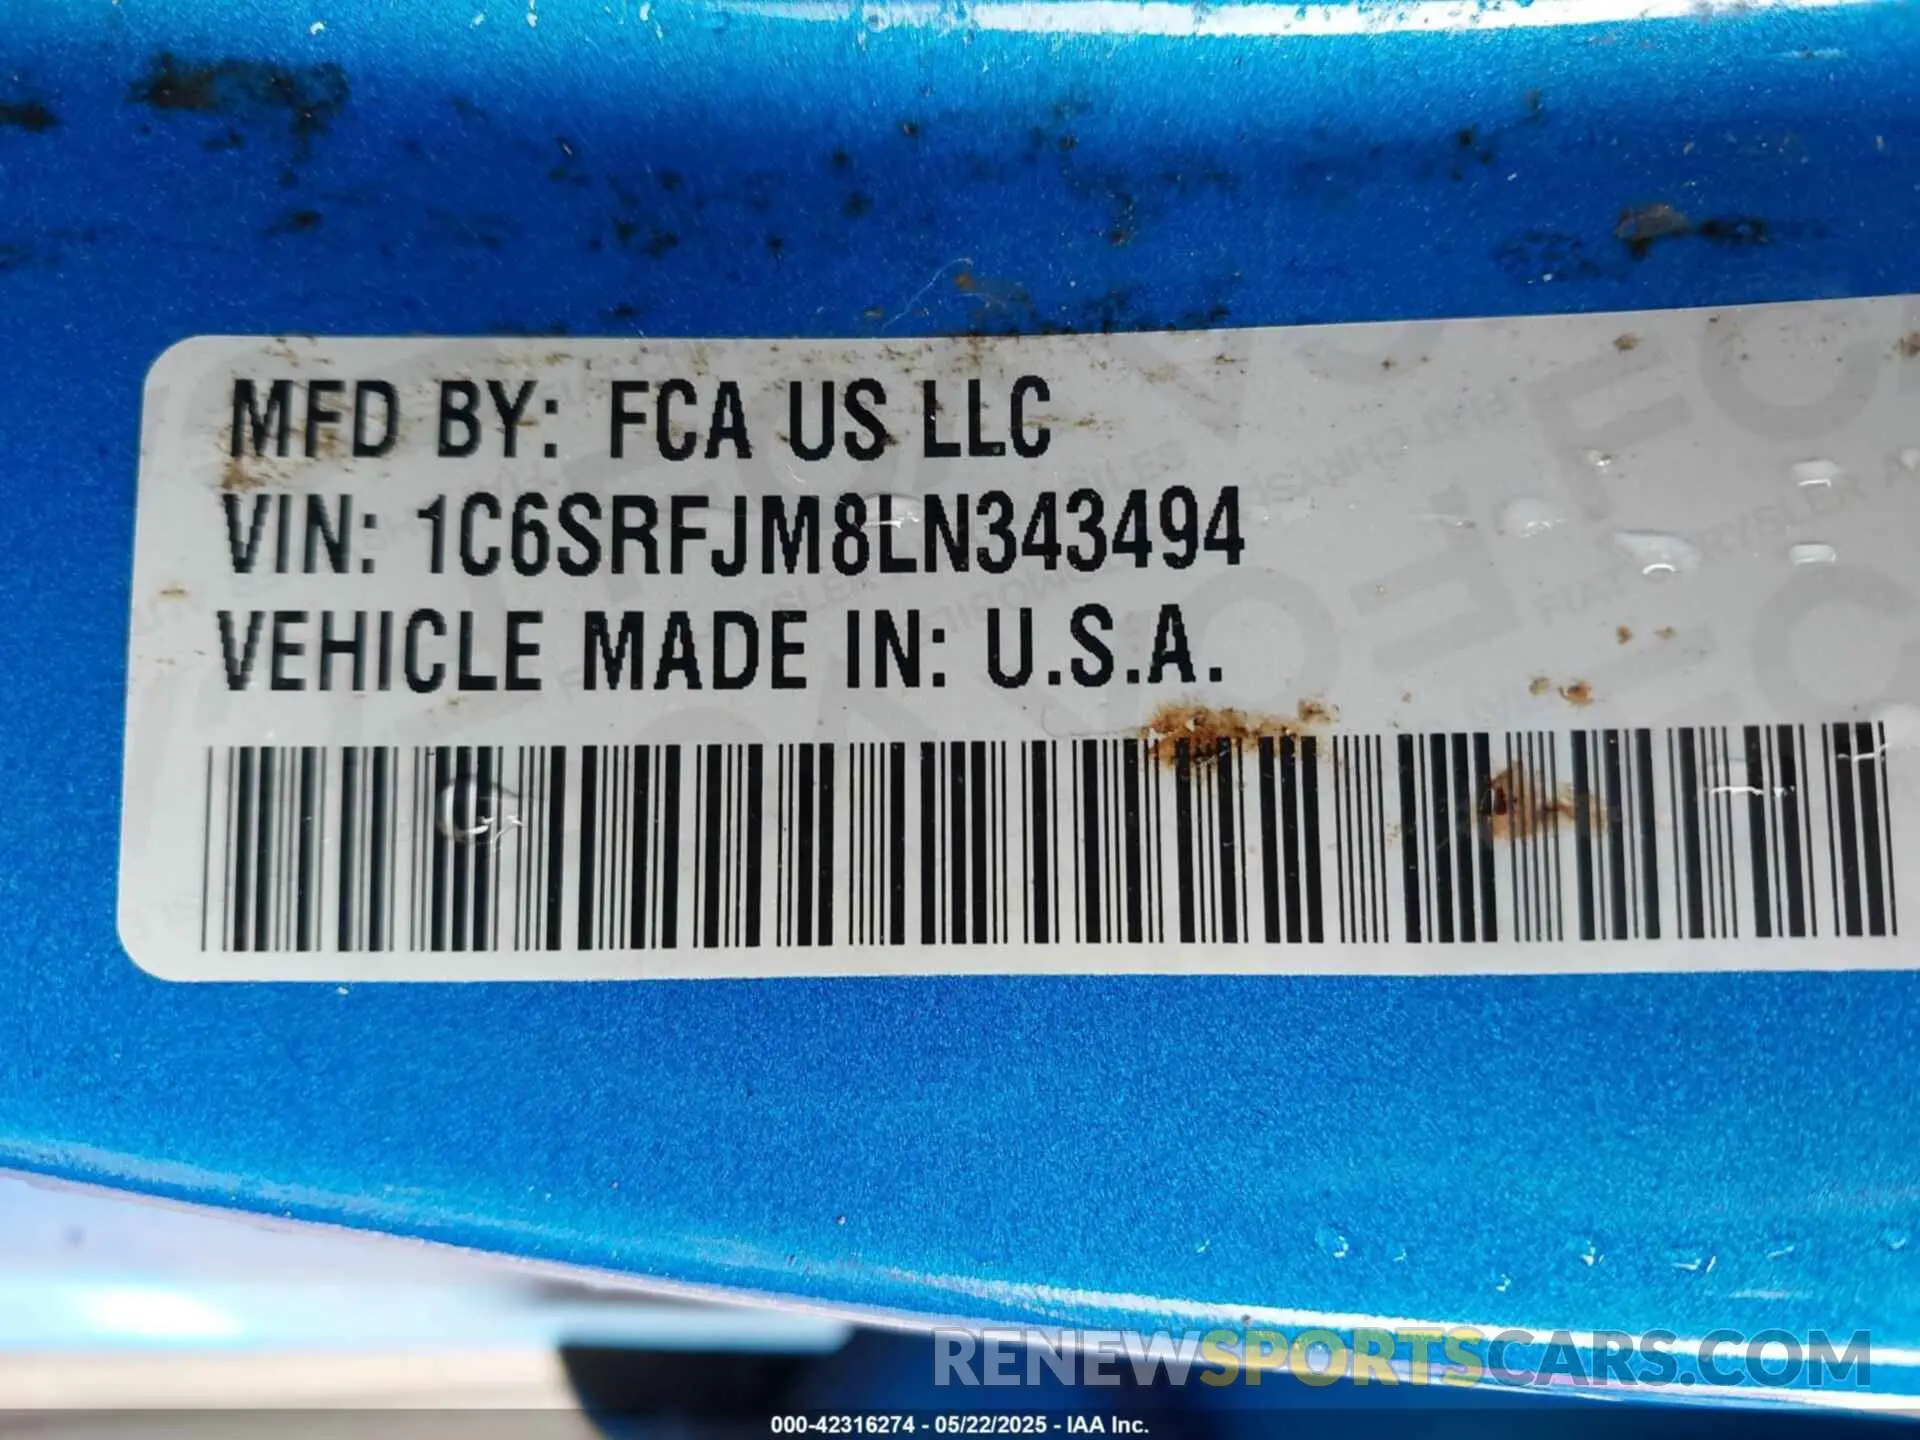 MFD BY: FCA US LLC
VIN: 1C6SRFJM8LN343494
VEHICLE MADE IN: U.S.A.
RENEWSPORTSCARS.COM
000-42316274 - 05/22/2025 - IAA Inc.